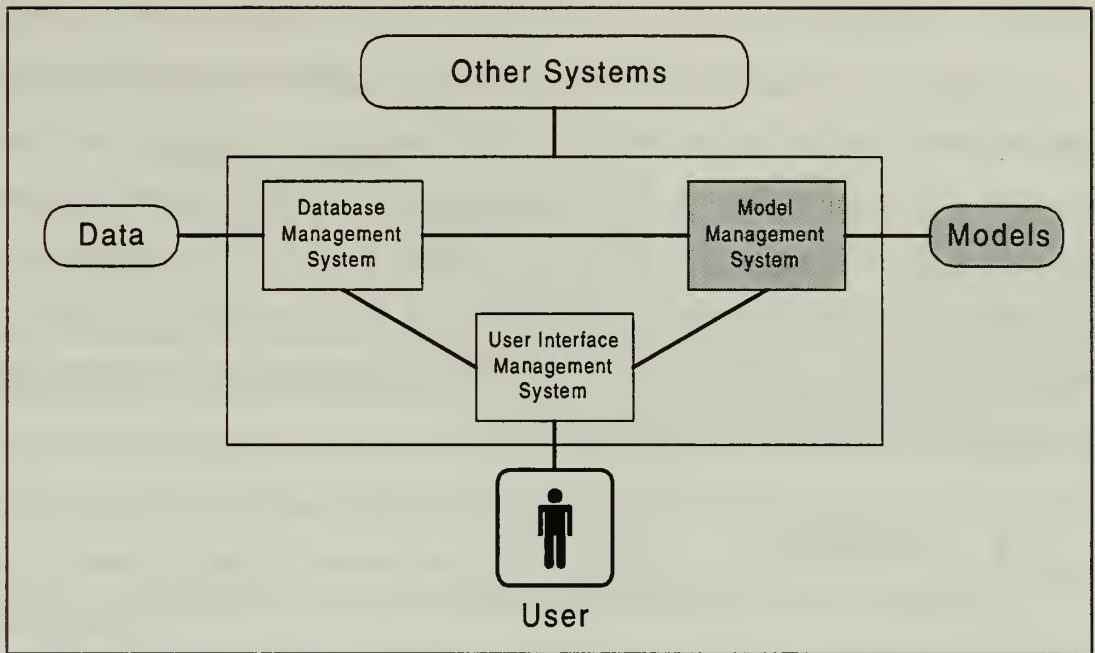 Other Systems
Data
Database
Management
System
Model
Management
System
Models
User Interface
Management
System
User